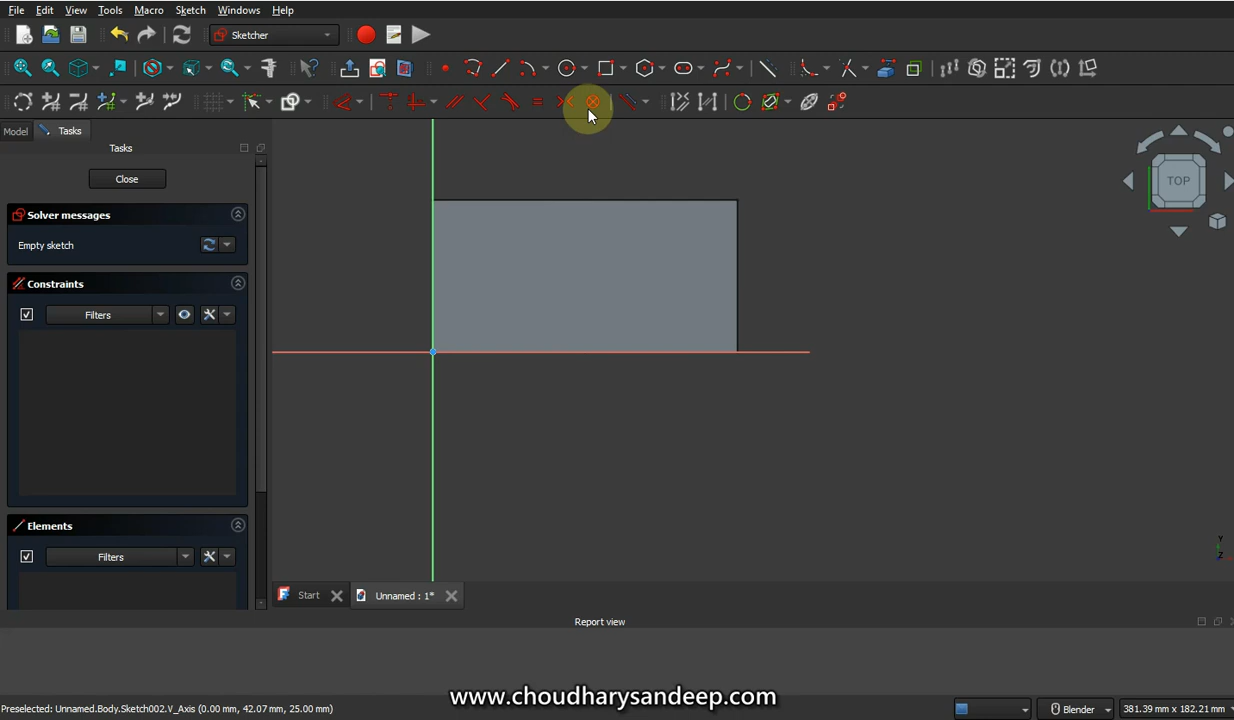 File Edit View Tools Macro Sketch Windows Help
Sketcher
Model Tasks
Tasks
TOP
Close
Solver messages
Empty sketch
Constraints
Filters
Elements
Filters
Y
Z
Start Unnamed : 1*
Report view
www.choudharysandeep.com
Preselected: Unnamed.Body.Sketch002.V_Axis (0.00 mm, 42.07 mm, 25.00 mm) Blender 381.39 mm x 182.21 mm